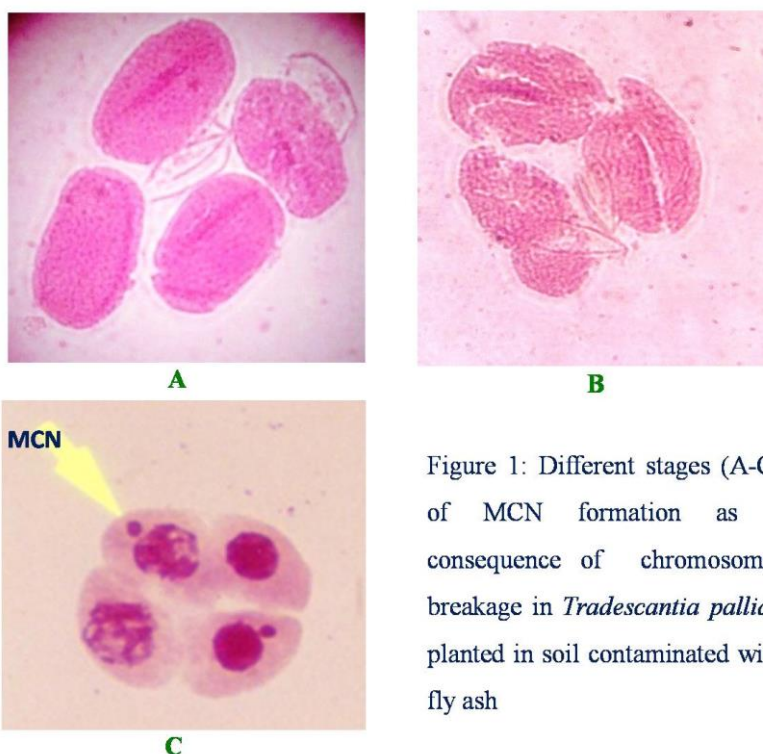 A
B
MCN
C
Figure 1: Different stages (A-C
of MCN formation as
consequence of chromosom
breakage in Tradescantia pallid
planted in soil contaminated wi
fly ash